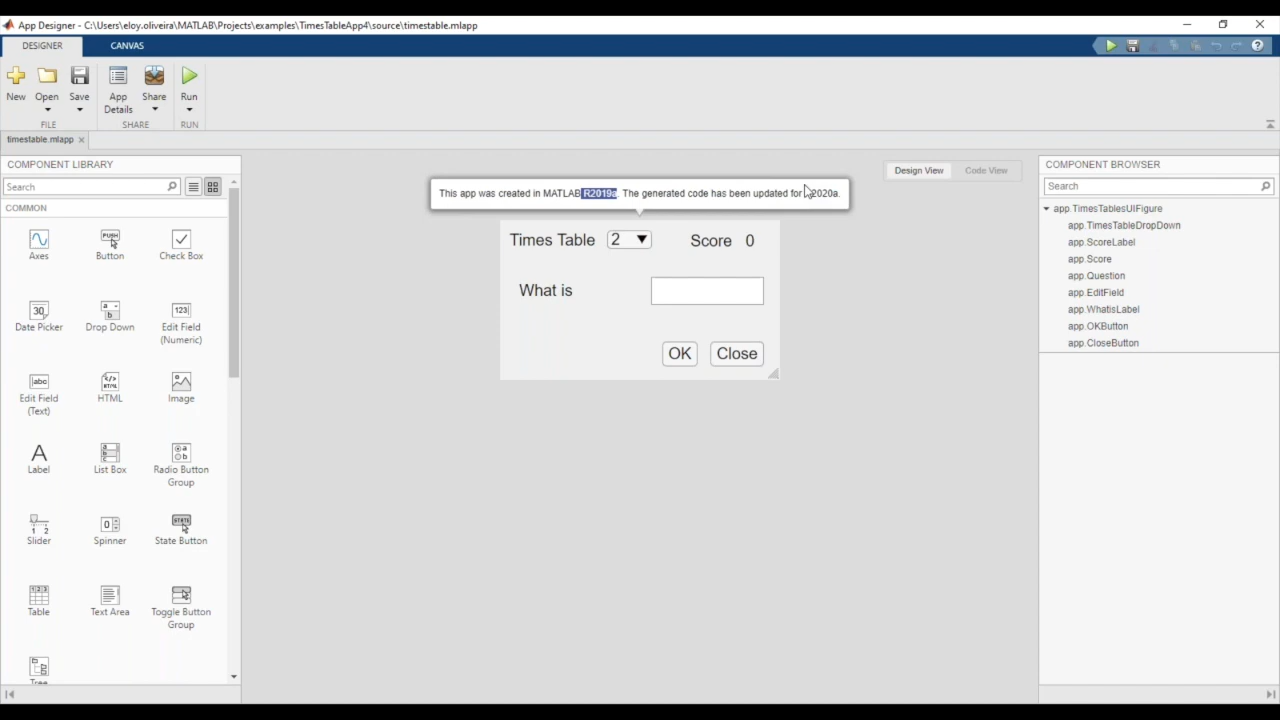 App Designer - C:\Users\eloy.oliveira\MATLAB\Projects\examples\TimesTableApp4\source\timestable.mlapp
DESIGNER
CANVAS
New
Open
Save
App Details
Share
Run
FILE
SHARE
RUN
timestable.mlapp
COMPONENT LIBRARY
Search
COMMON
Axes
Button
Check Box
Date Picker
Drop Down
Edit Field (Numeric)
Edit Field (Text)
HTML
Image
Label
List Box
Radio Button Group
Slider
Spinner
State Button
Table
Text Area
Toggle Button Group
Tree
Design View
Code View
This app was created in MATLAB R2019a. The generated code has been updated for R2020a.
Times Table 2 Score 0
What is
OK Close
COMPONENT BROWSER
Search
app.TimesTablesUIFigure
app.TimesTableDropDown
app.ScoreLabel
app.Score
app.Question
app.EditField
app.WhatisLabel
app.OKButton
app.CloseButton